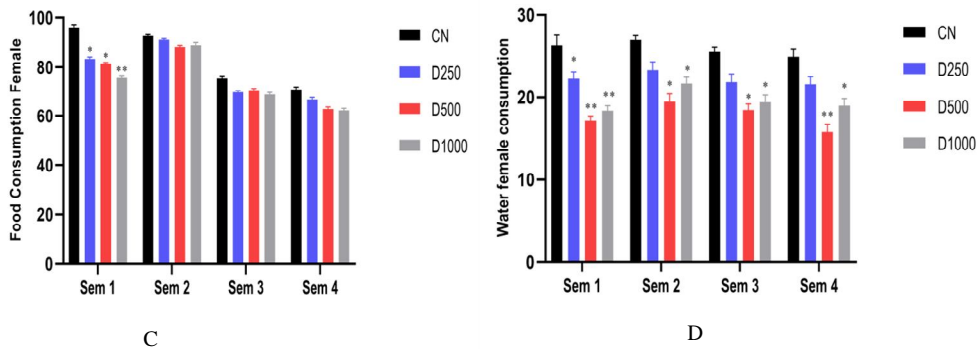 Food Consumption Female
100
80
60
40
20
0
* * **
Sem 1 Sem 2 Sem 3 Sem 4
CN
D250
D500
D1000
C
Water female consumption
30
20
10
0
* ** **
* *
* *
** *
Sem 1 Sem 2 Sem 3 Sem 4
CN
D250
D500
D1000
D